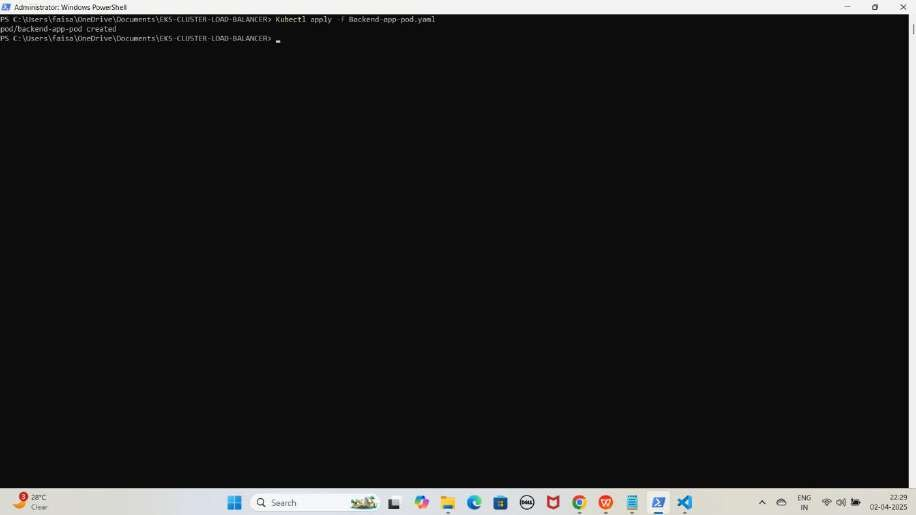 Administrator: Windows PowerShell
PS C:\Users\faisa\OneDrive\Documents\EKS-CLUSTER-LOAD-BALANCER> Kubectl apply -f Backend-app-pod.yaml
pod/backend-app-pod created
PS C:\Users\faisa\OneDrive\Documents\EKS-CLUSTER-LOAD-BALANCER> _
3
28°C
Clear
Search
DELL
ENG
IN
22:29
02-04-2025